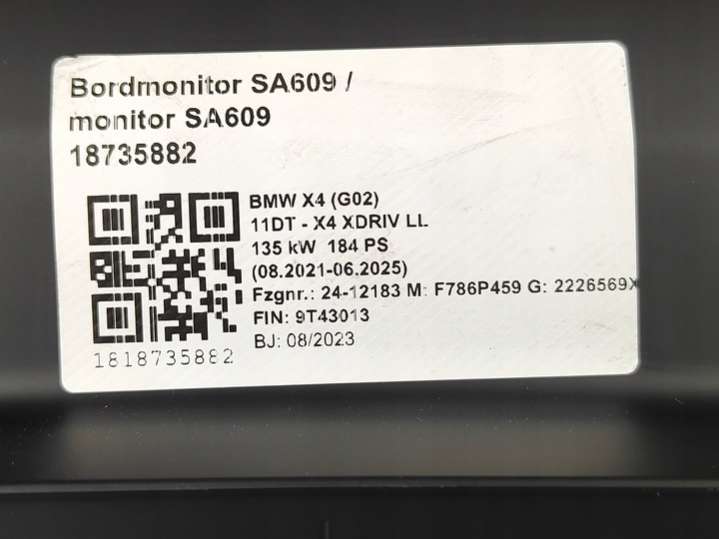 Bordmonitor SA609 /
monitor SA609
18735882
BMW X4 (G02)
11DT - X4 XDRIV LL
135 kW 184 PS
(08.2021-06.2025)
Fzgnr.: 24-12183 M: F786P459 G: 2226569X
FIN: 9T43013
BJ: 08/2023
1818735882